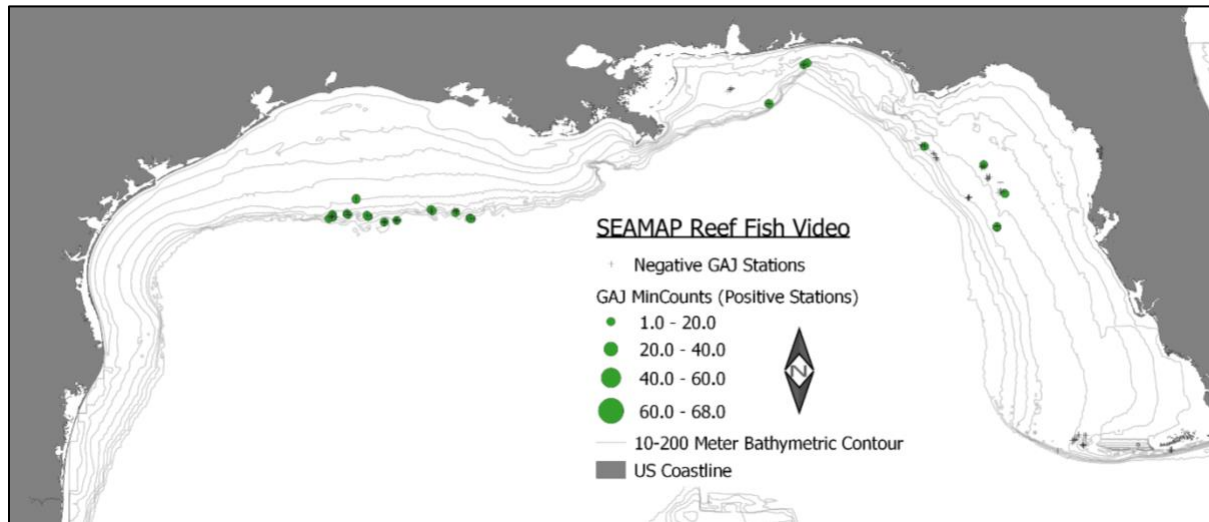 SEAMAP Reef Fish Video
Negative GAJ Stations
GAJ MinCounts (Positive Stations)
1.0 - 20.0
20.0 - 40.0
40.0 - 60.0
60.0 - 68.0
N
10-200 Meter Bathymetric Contour
US Coastline